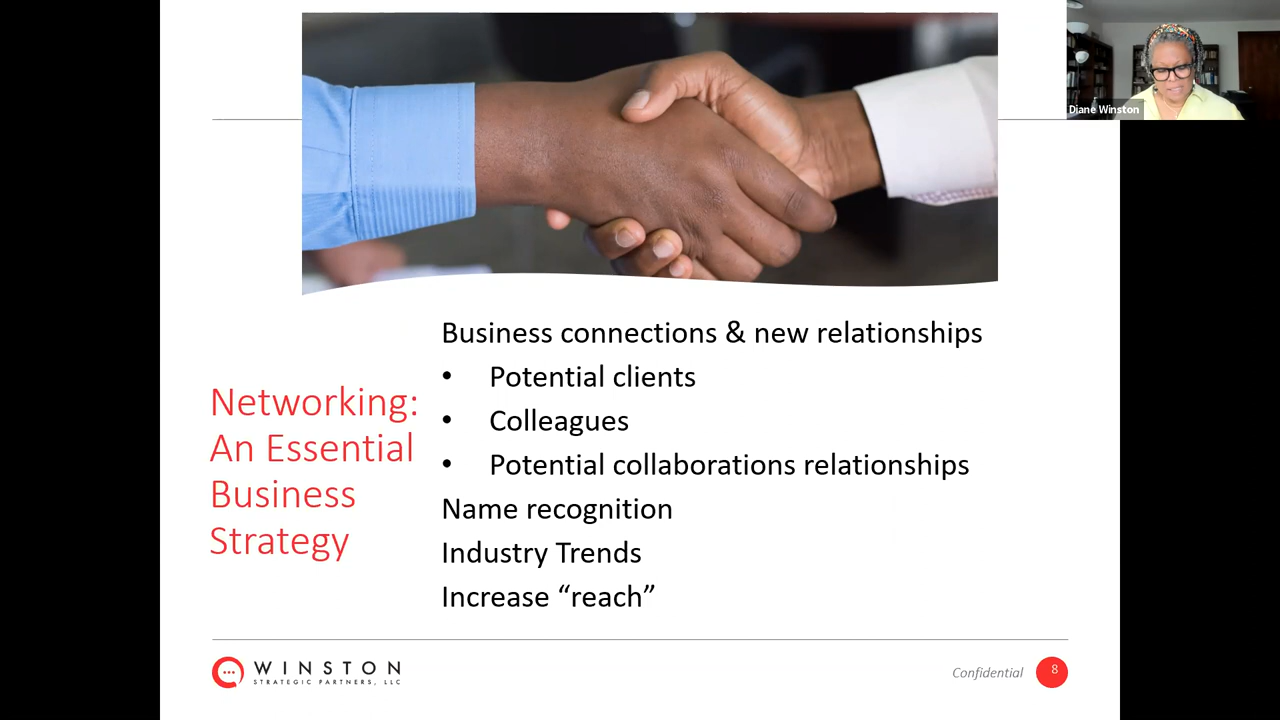 Diane Winston
Networking:
An Essential
Business
Strategy
Business connections & new relationships
• Potential clients
• Colleagues
• Potential collaborations relationships
Name recognition
Industry Trends
Increase “reach”
WINSTON
STRATEGIC PARTNERS, LLC
Confidential
8